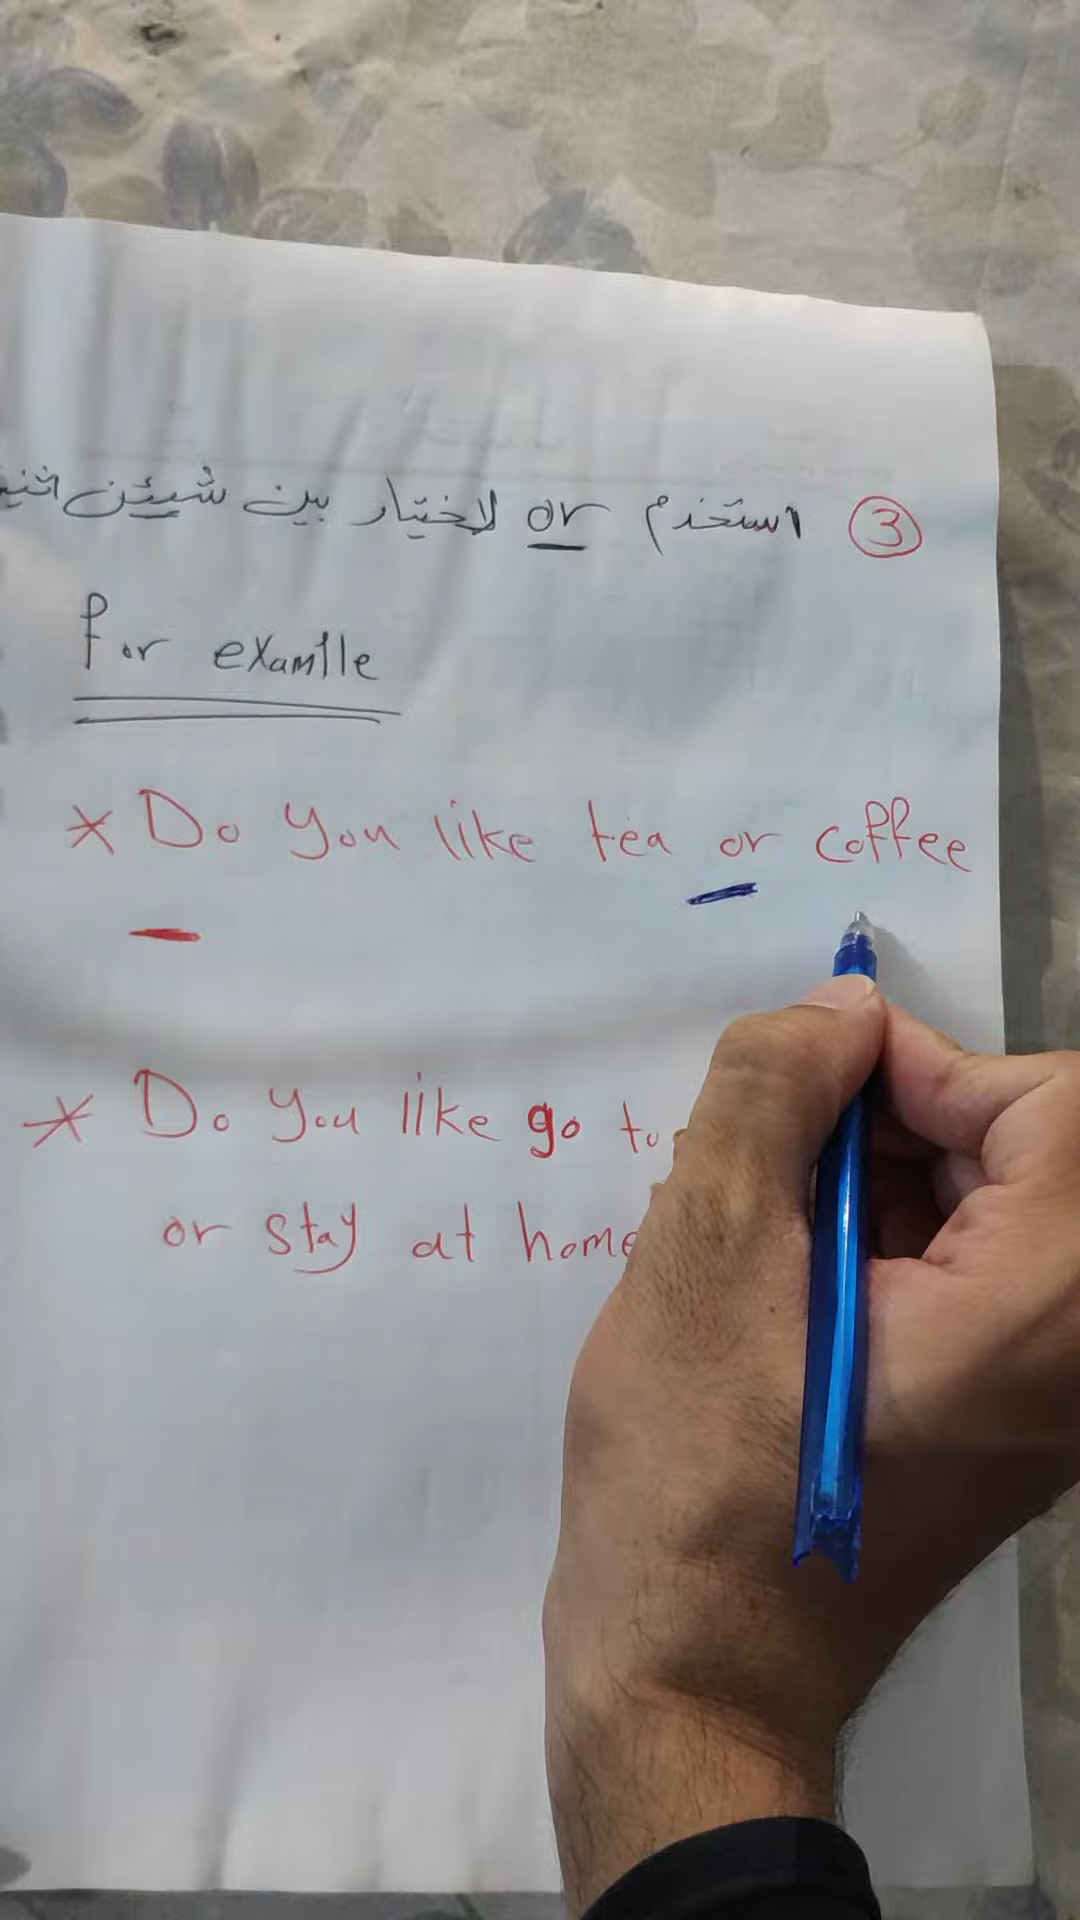 ③ استخدم or لاختيار بين شيئن
for examlle
* Do you like tea or coffee
* Do you like go to
or stay at home